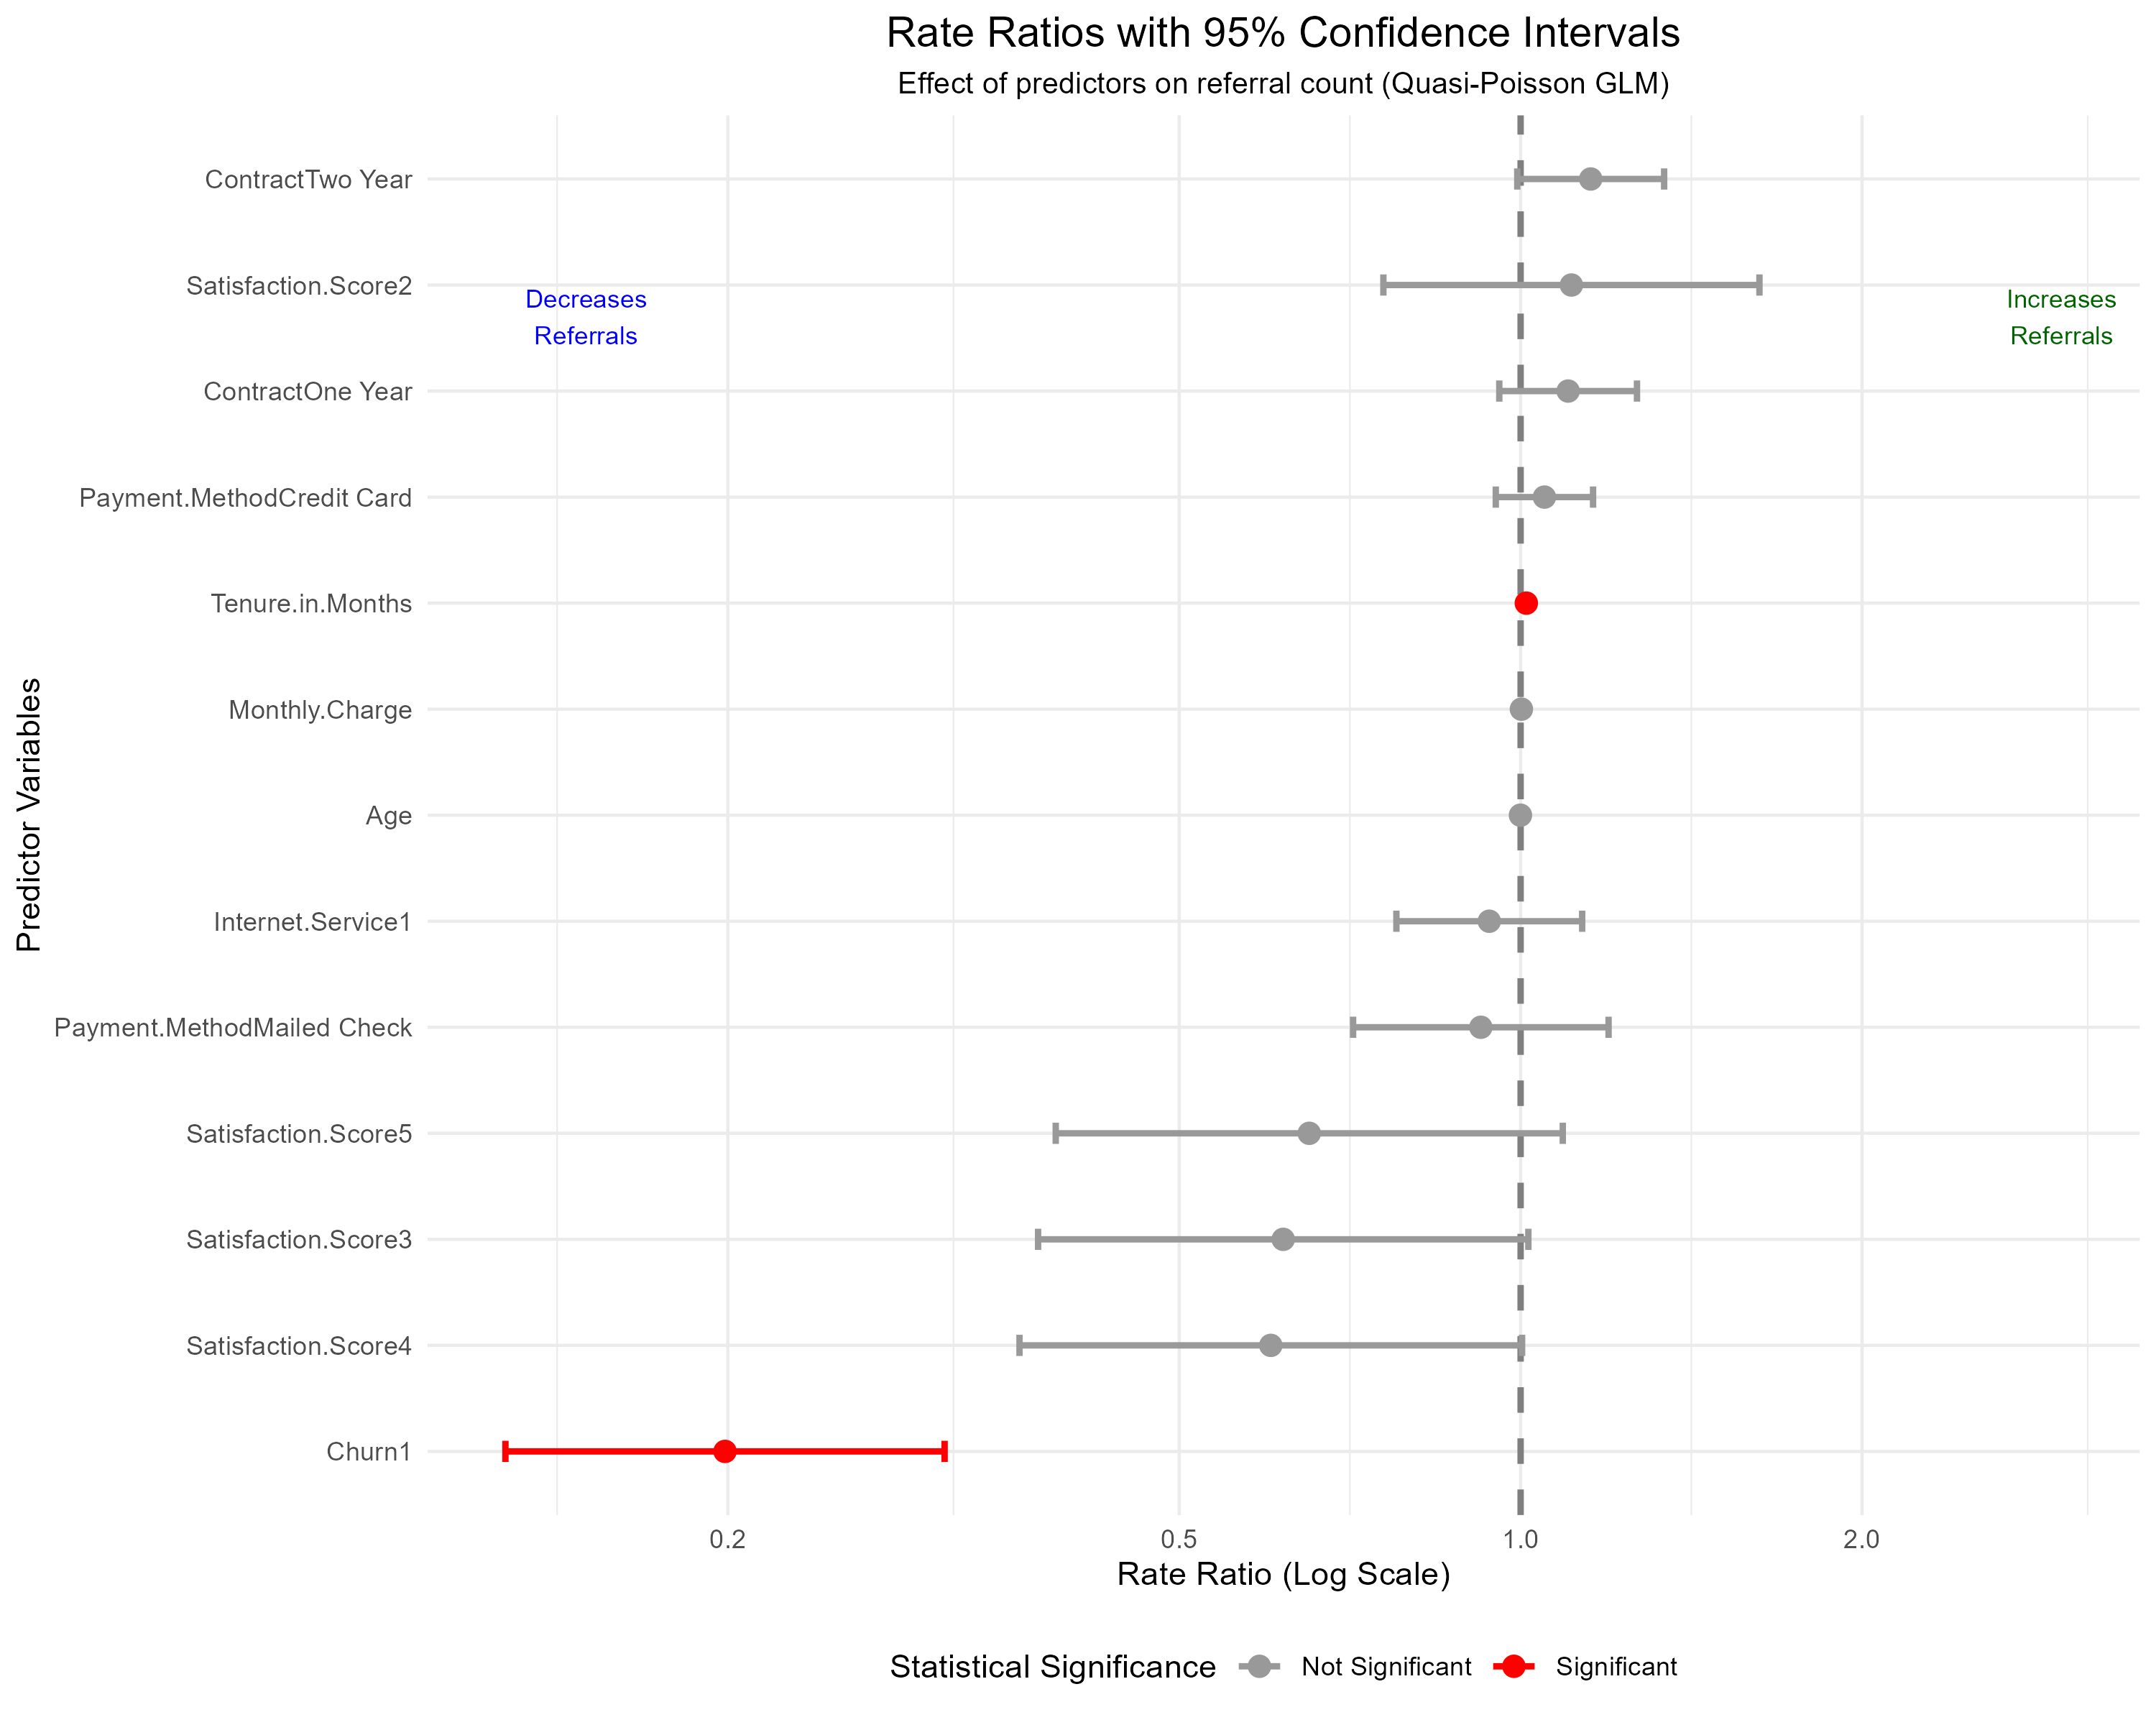 Rate Ratios with 95% Confidence Intervals
Effect of predictors on referral count (Quasi-Poisson GLM)
Predictor Variables
ContractTwo Year
Satisfaction.Score2
Decreases
Referrals
Increases
Referrals
ContractOne Year
Payment.MethodCredit Card
Tenure.in.Months
Monthly.Charge
Age
Internet.Service1
Payment.MethodMailed Check
Satisfaction.Score5
Satisfaction.Score3
Satisfaction.Score4
Churn1
0.2 0.5 1.0 2.0
Rate Ratio (Log Scale)
Statistical Significance Not Significant Significant